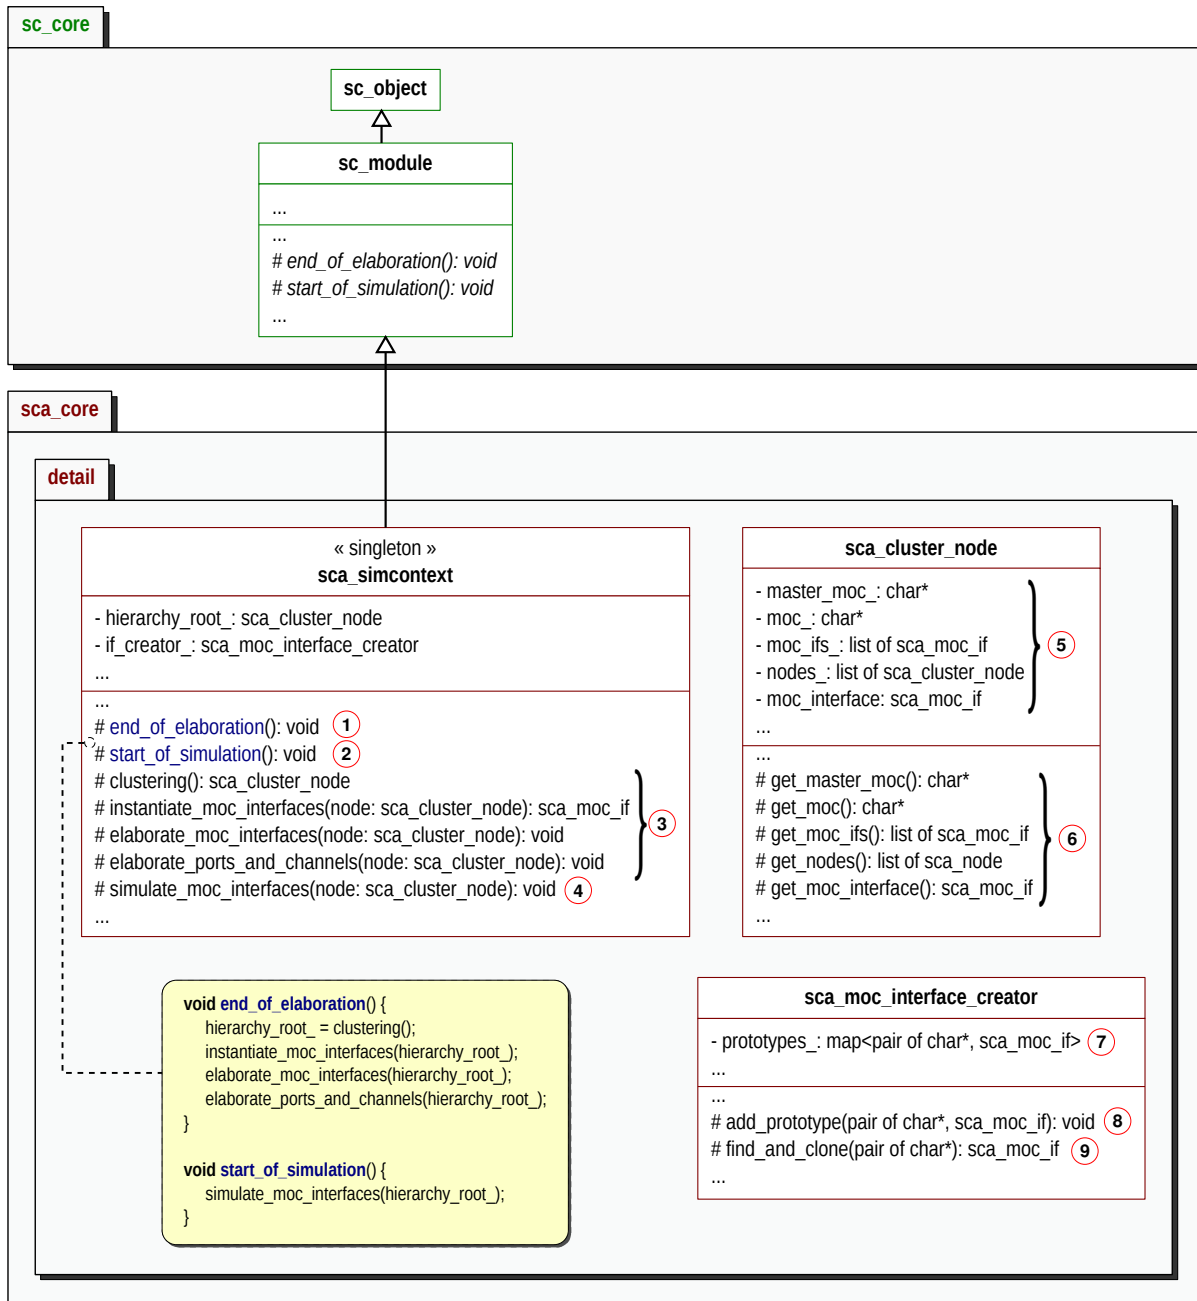 sc_core
sc_object
sc_module
...
...
# end_of_elaboration(): void
# start_of_simulation(): void
...
sca_core
detail
« singleton »
sca_simcontext
- hierarchy_root_: sca_cluster_node
- if_creator_: sca_moc_interface_creator
...
...
# end_of_elaboration(): void 1
# start_of_simulation(): void 2
# clustering(): sca_cluster_node
# instantiate_moc_interfaces(node: sca_cluster_node): sca_moc_if
3
# elaborate_moc_interfaces(node: sca_cluster_node): void
# elaborate_ports_and_channels(node: sca_cluster_node): void
# simulate_moc_interfaces(node: sca_cluster_node): void 4
...
sca_cluster_node
- master_moc_: char*
- moc_: char*
- moc_ifs_: list of sca_moc_if
5
- nodes_: list of sca_cluster_node
- moc_interface: sca_moc_if
...
...
# get_master_moc(): char*
# get_moc(): char*
# get_moc_ifs(): list of sca_moc_if
6
# get_nodes(): list of sca_node
# get_moc_interface(): sca_moc_if
...
void end_of_elaboration() {
hierarchy_root_ = clustering();
instantiate_moc_interfaces(hierarchy_root_);
elaborate_moc_interfaces(hierarchy_root_);
elaborate_ports_and_channels(hierarchy_root_);
}
void start_of_simulation() {
simulate_moc_interfaces(hierarchy_root_);
}
sca_moc_interface_creator
- prototypes_: map<pair of char*, sca_moc_if> 7
...
...
# add_prototype(pair of char*, sca_moc_if): void 8
# find_and_clone(pair of char*): sca_moc_if 9
...